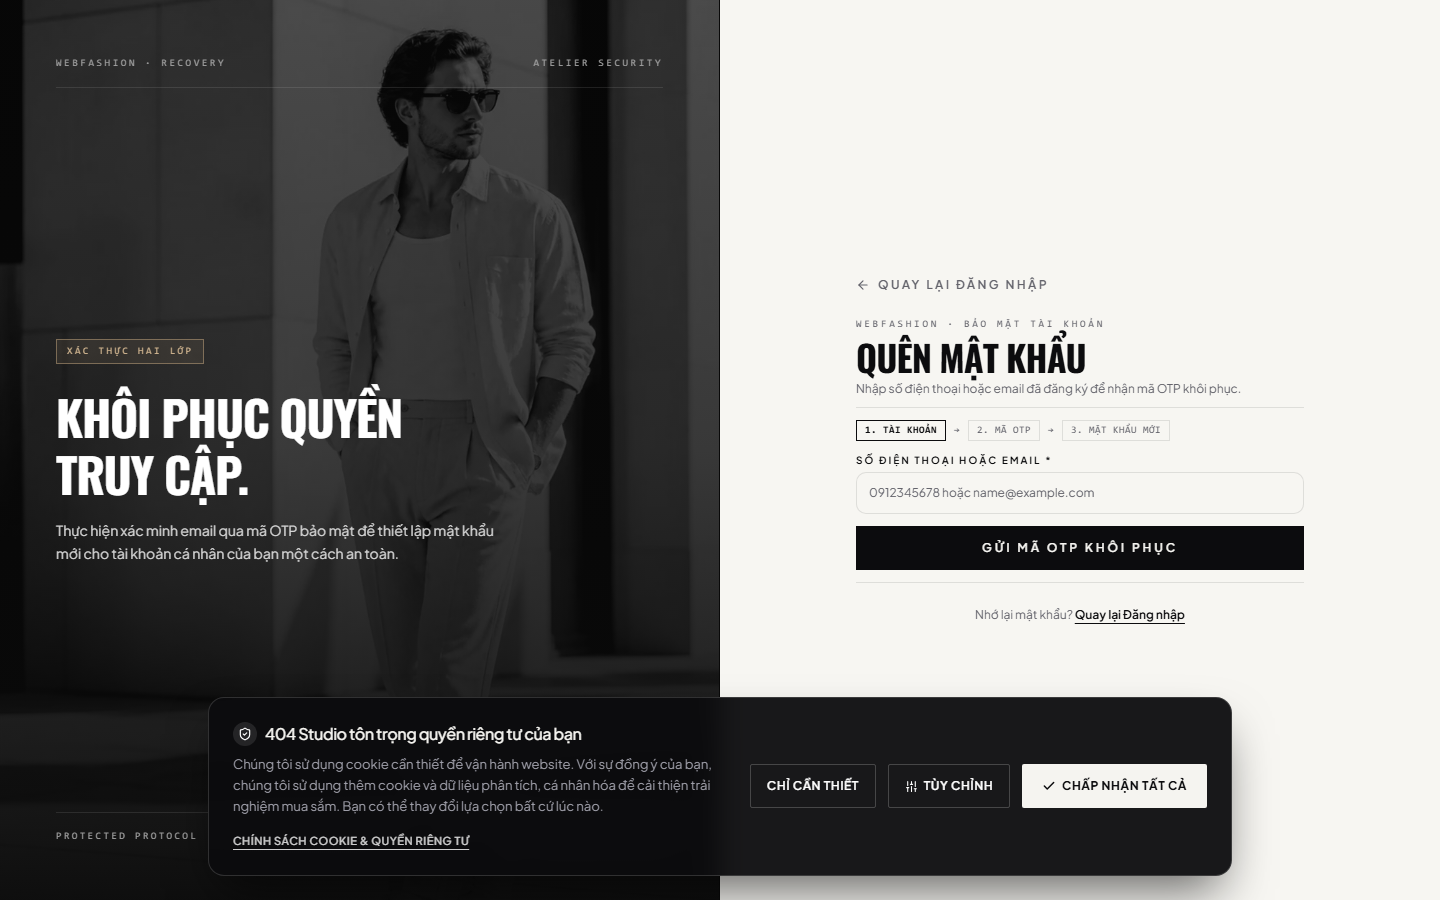 WEBFASHION · RECOVERY
ATELIER SECURITY
XÁC THỰC HAI LỚP
KHÔI PHỤC QUYỀN
TRUY CẬP.
Thực hiện xác minh email qua mã OTP bảo mật để thiết lập mật khẩu
mới cho tài khoản cá nhân của bạn một cách an toàn.
PROTECTED PROTOCOL
← QUAY LẠI ĐĂNG NHẬP
WEBFASHION · BẢO MẬT TÀI KHOẢN
QUÊN MẬT KHẨU
Nhập số điện thoại hoặc email đã đăng ký để nhận mã OTP khôi phục.
1. TÀI KHOẢN → 2. MÃ OTP → 3. MẬT KHẨU MỚI
SỐ ĐIỆN THOẠI HOẶC EMAIL *
0912345678 hoặc name@example.com
GỬI MÃ OTP KHÔI PHỤC
Nhớ lại mật khẩu? Quay lại Đăng nhập
404 Studio tôn trọng quyền riêng tư của bạn
Chúng tôi sử dụng cookie cần thiết để vận hành website. Với sự đồng ý của bạn,
chúng tôi sử dụng thêm cookie và dữ liệu phân tích, cá nhân hóa để cải thiện trải
nghiệm mua sắm. Bạn có thể thay đổi lựa chọn bất cứ lúc nào.
CHÍNH SÁCH COOKIE & QUYỀN RIÊNG TƯ
CHỈ CẦN THIẾT
TÙY CHỈNH
CHẤP NHẬN TẤT CẢ